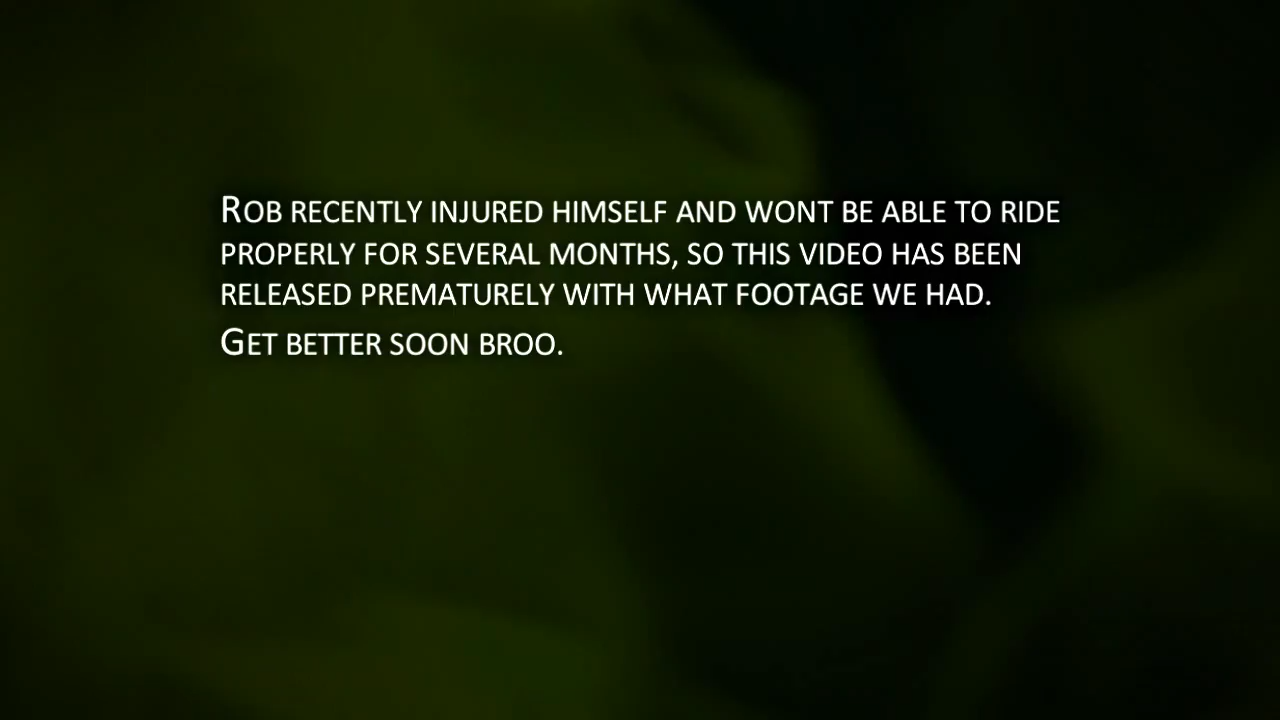 ROB RECENTLY INJURED HIMSELF AND WONT BE ABLE TO RIDE
PROPERLY FOR SEVERAL MONTHS, SO THIS VIDEO HAS BEEN
RELEASED PREMATURELY WITH WHAT FOOTAGE WE HAD.
GET BETTER SOON BROO.